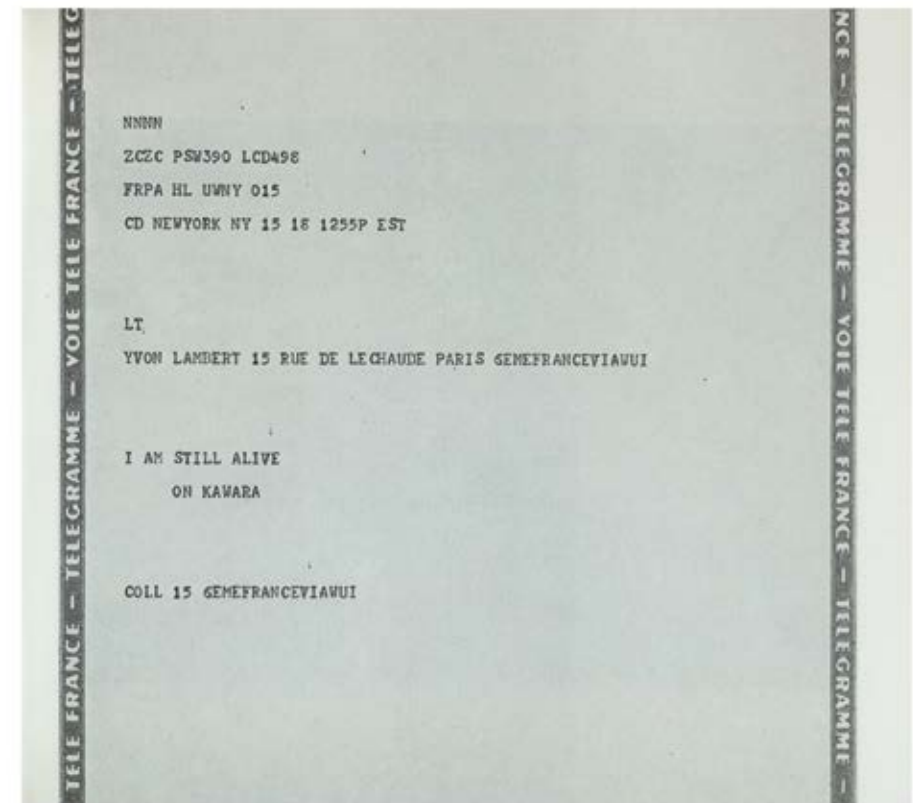 TELE FRANCE — TELEGRAMME — VOIE TELE FRANCE — TELEG
NNNN
ZCZC PSW390 LCD498
FRPA HL UWNY 015
CD NEWYORK NY 15 18 1255P EST
LT
YVON LAMBERT 15 RUE DE LECHAUDE PARIS 6EMEFRANCEVIAWUI
I AM STILL ALIVE
ON KAWARA
COLL 15 6EMEFRANCEVIAWUI
NCE — TELEGRAMME — VOIE TELE FRANCE — TELEGRAMME —